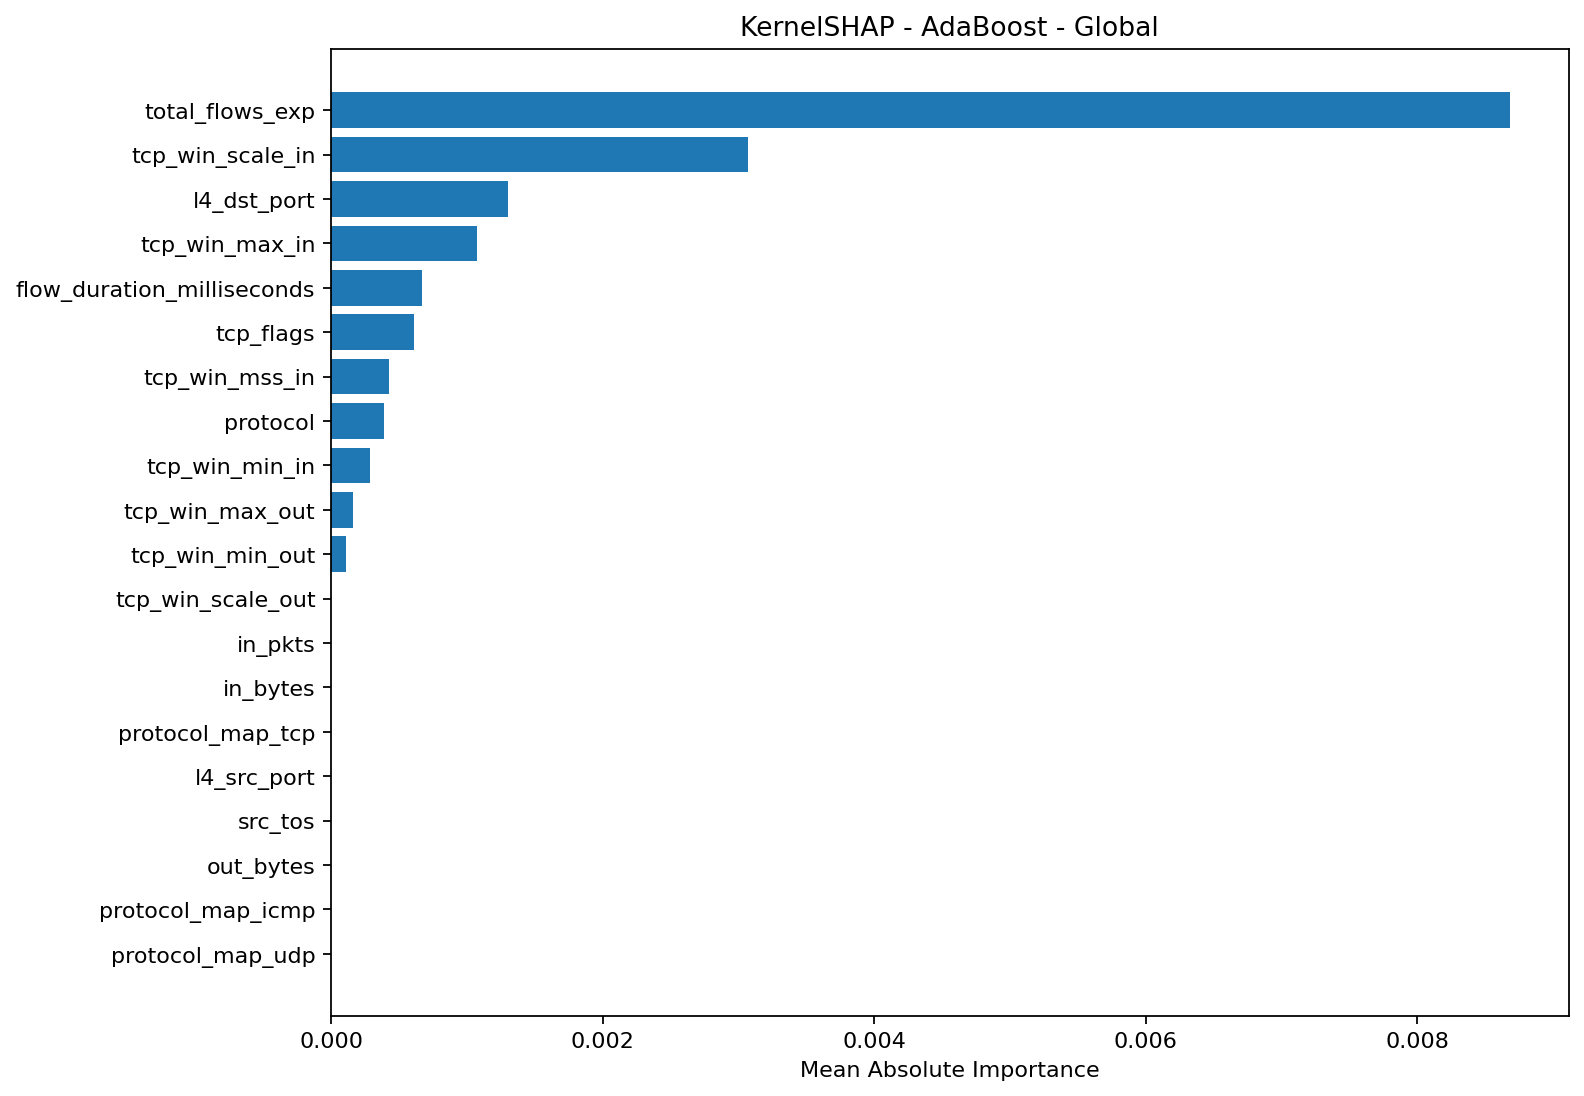 KernelSHAP - AdaBoost - Global
total_flows_exp
tcp_win_scale_in
l4_dst_port
tcp_win_max_in
flow_duration_milliseconds
tcp_flags
tcp_win_mss_in
protocol
tcp_win_min_in
tcp_win_max_out
tcp_win_min_out
tcp_win_scale_out
in_pkts
in_bytes
protocol_map_tcp
l4_src_port
src_tos
out_bytes
protocol_map_icmp
protocol_map_udp
0.000 0.002 0.004 0.006 0.008
Mean Absolute Importance